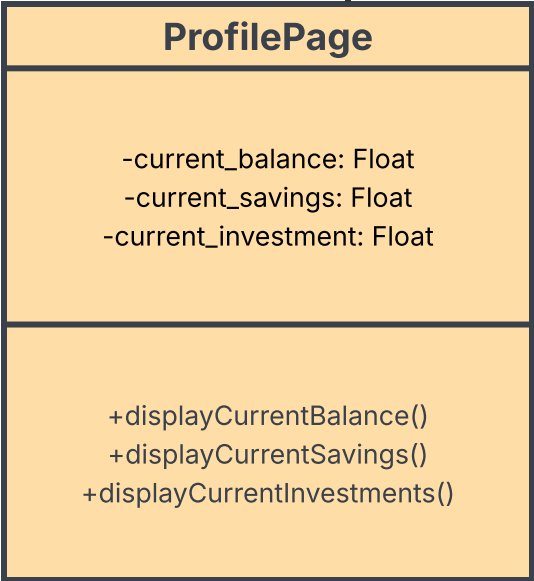 ProfilePage
-current_balance: Float
-current_savings: Float
-current_investment: Float
+displayCurrentBalance()
+displayCurrentSavings()
+displayCurrentInvestments()